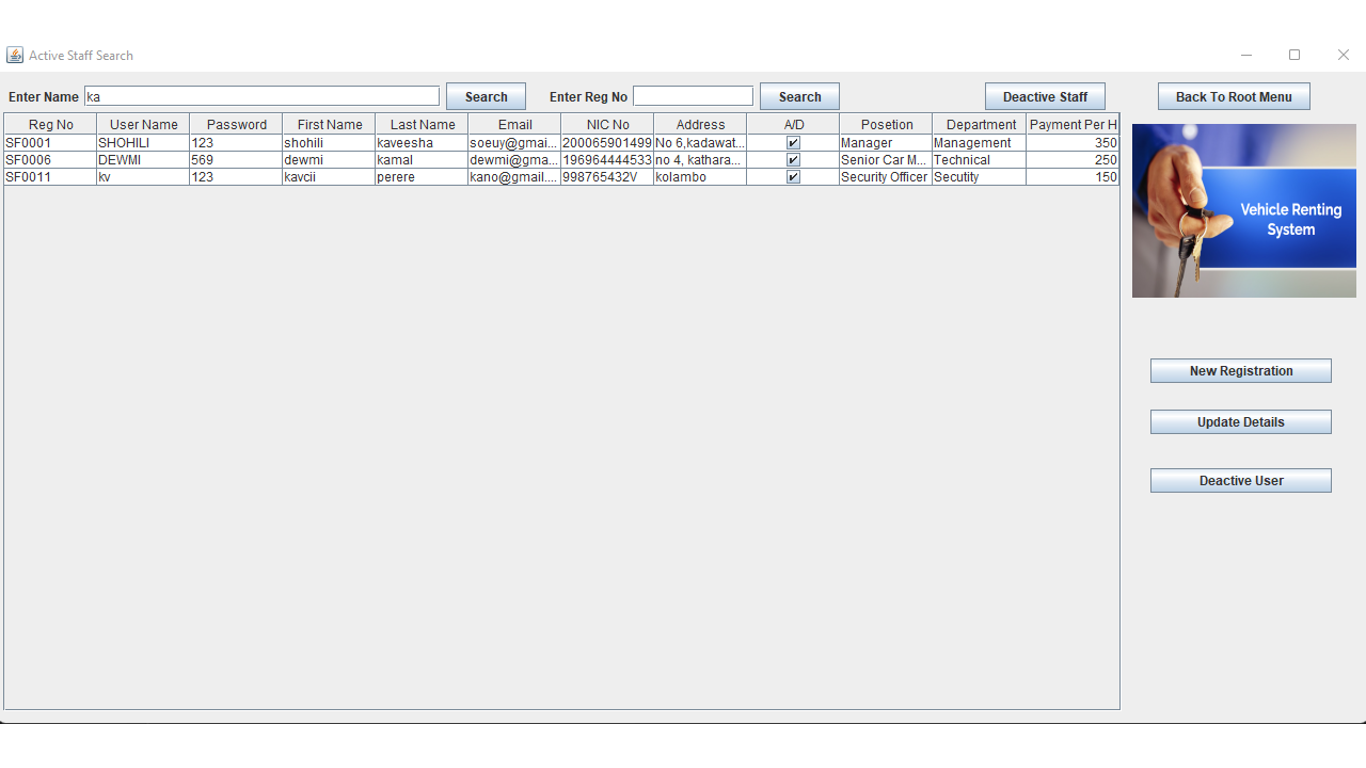 Active Staff Search
Enter Name ka Search Enter Reg No Search Deactive Staff Back To Root Menu
Reg No User Name Password First Name Last Name Email NIC No Address A/D Posetion Department Payment Per H
SF0001 SHOHILI 123 shohili kaveesha soeuy@gmai... 200065901499 No 6,kadawat... Manager Management 350
SF0006 DEWMI 569 dewmi kamal dewmi@gma... 196964444533 no 4, kathara... Senior Car M... Technical 250
SF0011 kv 123 kavcii perere kano@gmail.... 998765432V kolambo Security Officer Secutity 150
Vehicle Renting
System
New Registration
Update Details
Deactive User